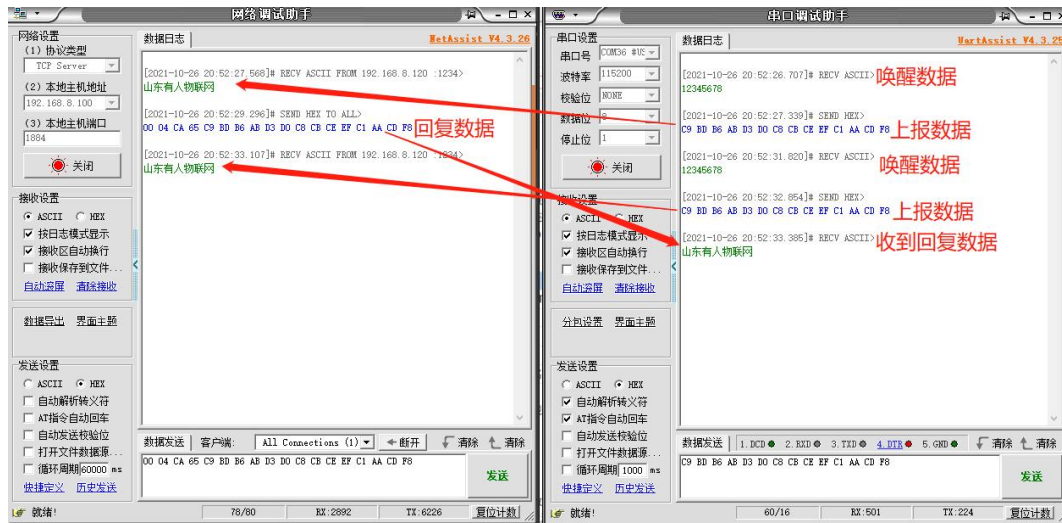 网络调试助手
网络设置
(1) 协议类型
TCP Server
(2) 本地主机地址
192.168.8.100
(3) 本地主机端口
1884
关闭
接收设置
ASCII HEX
按日志模式显示
接收区自动换行
接收保存到文件...
自动滚屏 清除接收
数据导出 界面主题
发送设置
ASCII HEX
自动解析转义符
AT指令自动回车
自动发送校验位
打开文件数据源...
循环周期 60000 ms
快捷定义 历史发送
数据日志 NetAssist V4.3.26
[2021-10-26 20:52:27.568]# RECV ASCII FROM 192.168.8.120 :1234>
山东有人物联网
[2021-10-26 20:52:29.296]# SEND HEX TO ALL>
00 04 CA 65 C9 BD B6 AB D3 D0 C8 CB CE EF C1 AA CD F8 回复数据
[2021-10-26 20:52:33.107]# RECV ASCII FROM 192.168.8.120 :1234>
山东有人物联网
数据发送 客户端: All Connections (1) 断开 清除 清除
00 04 CA 65 C9 BD B6 AB D3 D0 C8 CB CE EF C1 AA CD F8
发送
就绪! 78/80 RX:2892 TX:6226 复位计数
串口调试助手
串口设置
串口号 COM36 #US
波特率 115200
校验位 NONE
数据位 8
停止位 1
关闭
接收设置
ASCII HEX
按日志模式显示
接收区自动换行
接收保存到文件...
自动滚屏 清除接收
分包设置 界面主题
发送设置
ASCII HEX
自动解析转义符
AT指令自动回车
自动发送校验位
打开文件数据源...
循环周期 1000 ms
快捷定义 历史发送
数据日志 UartAssist V4.3.25
[2021-10-26 20:52:26.707]# RECV ASCII> 唤醒数据
12345678
[2021-10-26 20:52:27.339]# SEND HEX>
C9 BD B6 AB D3 D0 C8 CB CE EF C1 AA CD F8 上报数据
[2021-10-26 20:52:31.820]# RECV ASCII> 唤醒数据
12345678
[2021-10-26 20:52:32.854]# SEND HEX>
C9 BD B6 AB D3 D0 C8 CB CE EF C1 AA CD F8 上报数据
[2021-10-26 20:52:33.385]# RECV ASCII> 收到回复数据
山东有人物联网
数据发送 1.DCD 2.RXD 3.TXD 4.DTR 5.GND 清除 清除
C9 BD B6 AB D3 D0 C8 CB CE EF C1 AA CD F8
发送
就绪! 60/16 RX:501 TX:224 复位计数